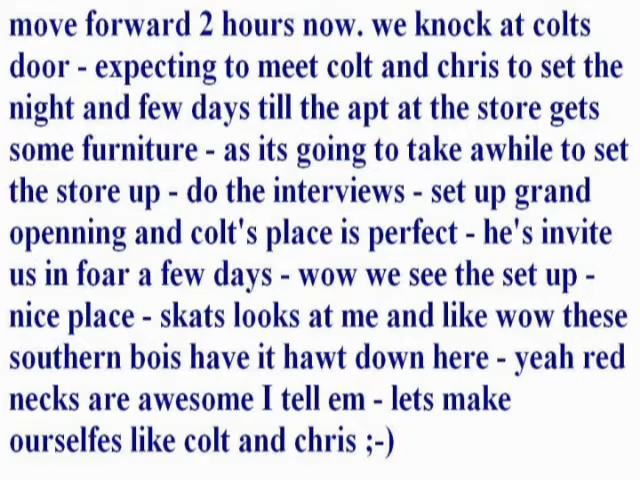 move forward 2 hours now. we knock at colts
door - expecting to meet colt and chris to set the
night and few days till the apt at the store gets
some furniture - as its going to take awhile to set
the store up - do the interviews - set up grand
openning and colt's place is perfect - he's invite
us in foar a few days - wow we see the set up -
nice place - skats looks at me and like wow these
southern bois have it hawt down here - yeah red
necks are awesome I tell em - lets make
ourselfes like colt and chris ;-)